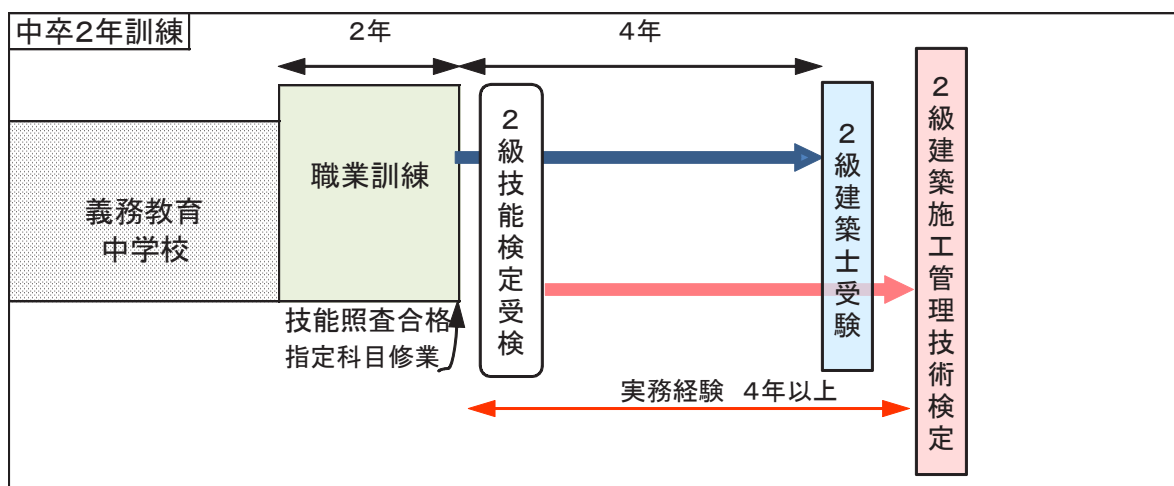 中卒2年訓練
2年
4年
義務教育
中学校
職業訓練
技能照査合格
指定科目修業
2級技能検定受検
2級建築士受験
2級建築施工管理技術検定
実務経験 4年以上